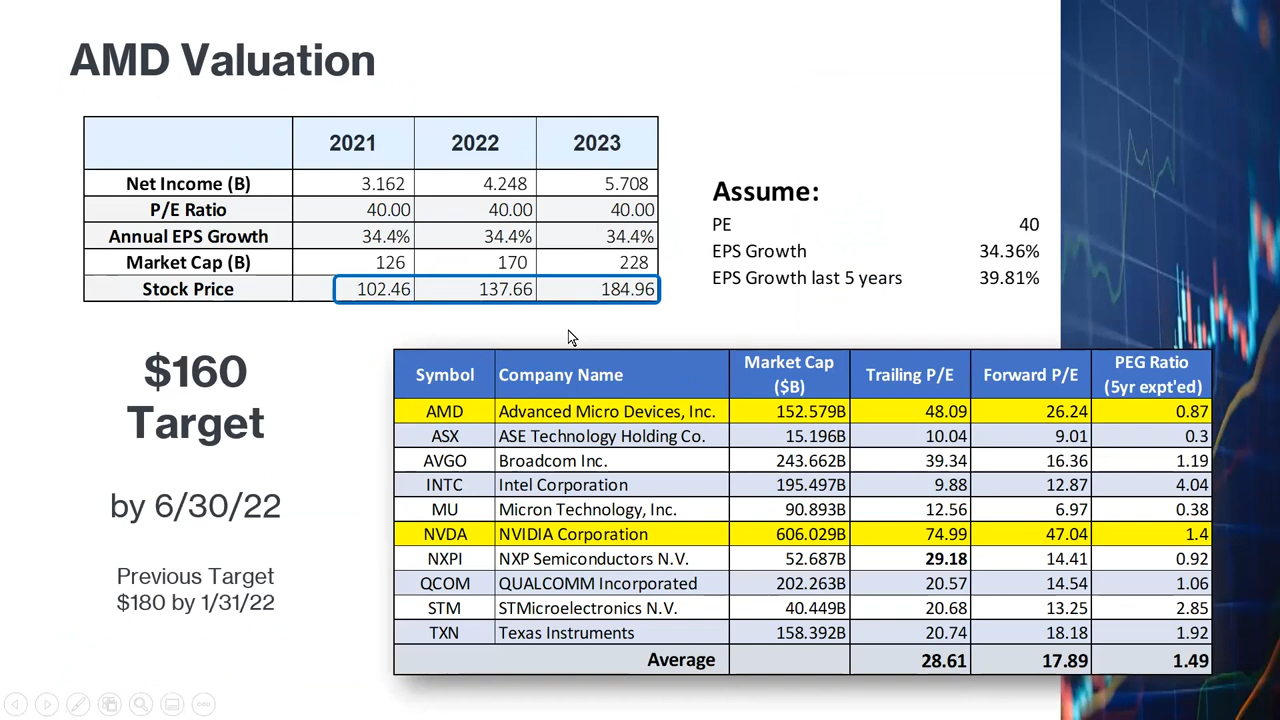 AMD Valuation
2021 2022 2023
Net Income (B) 3.162 4.248 5.708
P/E Ratio 40.00 40.00 40.00
Annual EPS Growth 34.4% 34.4% 34.4%
Market Cap (B) 126 170 228
Stock Price 102.46 137.66 184.96
Assume:
PE 40
EPS Growth 34.36%
EPS Growth last 5 years 39.81%
$160
Target
by 6/30/22
Previous Target
$180 by 1/31/22
Symbol Company Name Market Cap ($B) Trailing P/E Forward P/E PEG Ratio (5yr expt'ed)
AMD Advanced Micro Devices, Inc. 152.579B 48.09 26.24 0.87
ASX ASE Technology Holding Co. 15.196B 10.04 9.01 0.3
AVGO Broadcom Inc. 243.662B 39.34 16.36 1.19
INTC Intel Corporation 195.497B 9.88 12.87 4.04
MU Micron Technology, Inc. 90.893B 12.56 6.97 0.38
NVDA NVIDIA Corporation 606.029B 74.99 47.04 1.4
NXPI NXP Semiconductors N.V. 52.687B 29.18 14.41 0.92
QCOM QUALCOMM Incorporated 202.263B 20.57 14.54 1.06
STM STMicroelectronics N.V. 40.449B 20.68 13.25 2.85
TXN Texas Instruments 158.392B 20.74 18.18 1.92
Average 28.61 17.89 1.49